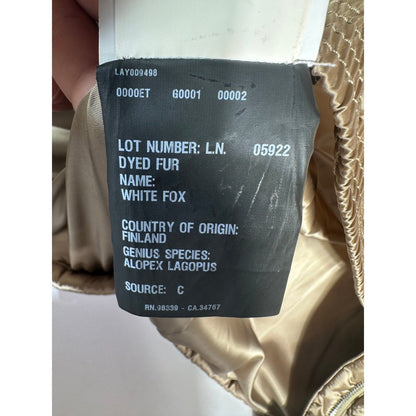 LAY009498
0000ET G0001 00002
LOT NUMBER: L.N. 05922
DYED FUR
NAME:
WHITE FOX
COUNTRY OF ORIGIN:
FINLAND
GENIUS SPECIES:
ALOPEX LAGOPUS
SOURCE: C
RN.98339 - CA.34767